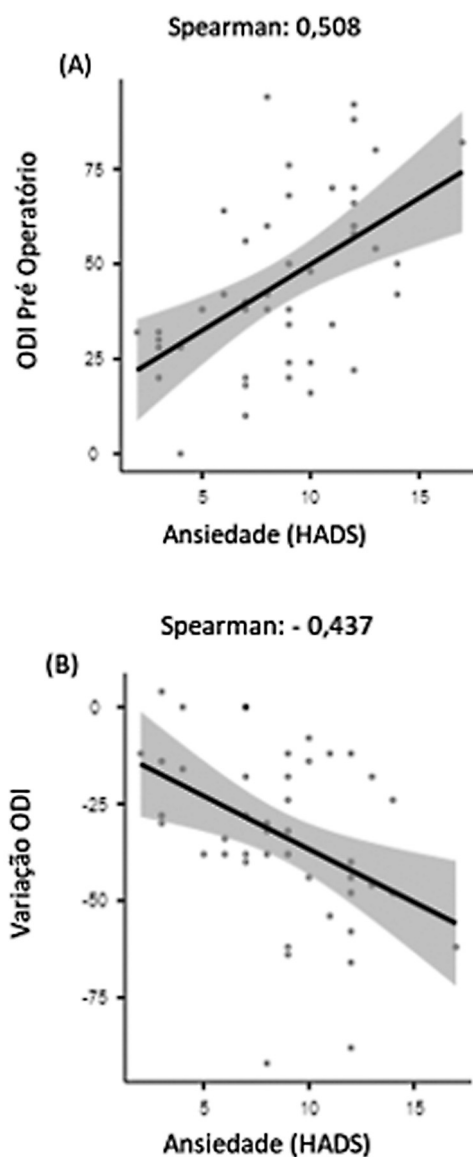 Spearman: 0,508
(A)
ODI Pré Operatório
75
50
25
0
5 10 15
Ansiedade (HADS)
Spearman: - 0,437
(B)
Variação ODI
0
-25
-50
-75
5 10 15
Ansiedade (HADS)